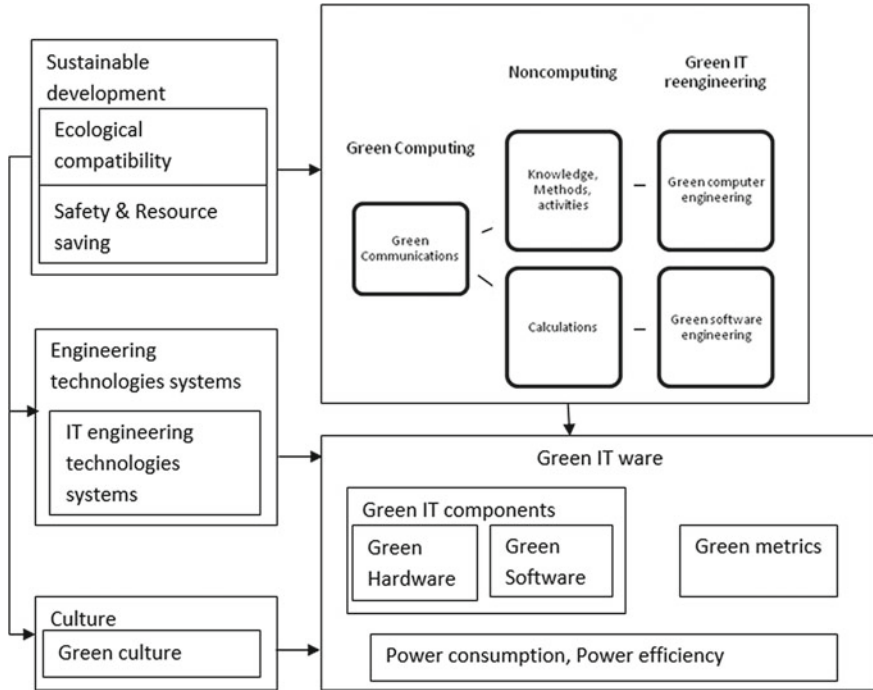 Sustainable
development
Ecological
compatibility
Safety & Resource
saving
Engineering
technologies systems
IT engineering
technologies
systems
Culture
Green culture
Green Computing
Noncomputing
Green IT
reengineering
Green
Communications
Knowledge,
Methods,
activities
Green computer
engineering
Calculations
Green software
engineering
Green IT ware
Green IT components
Green
Hardware
Green
Software
Green metrics
Power consumption, Power efficiency